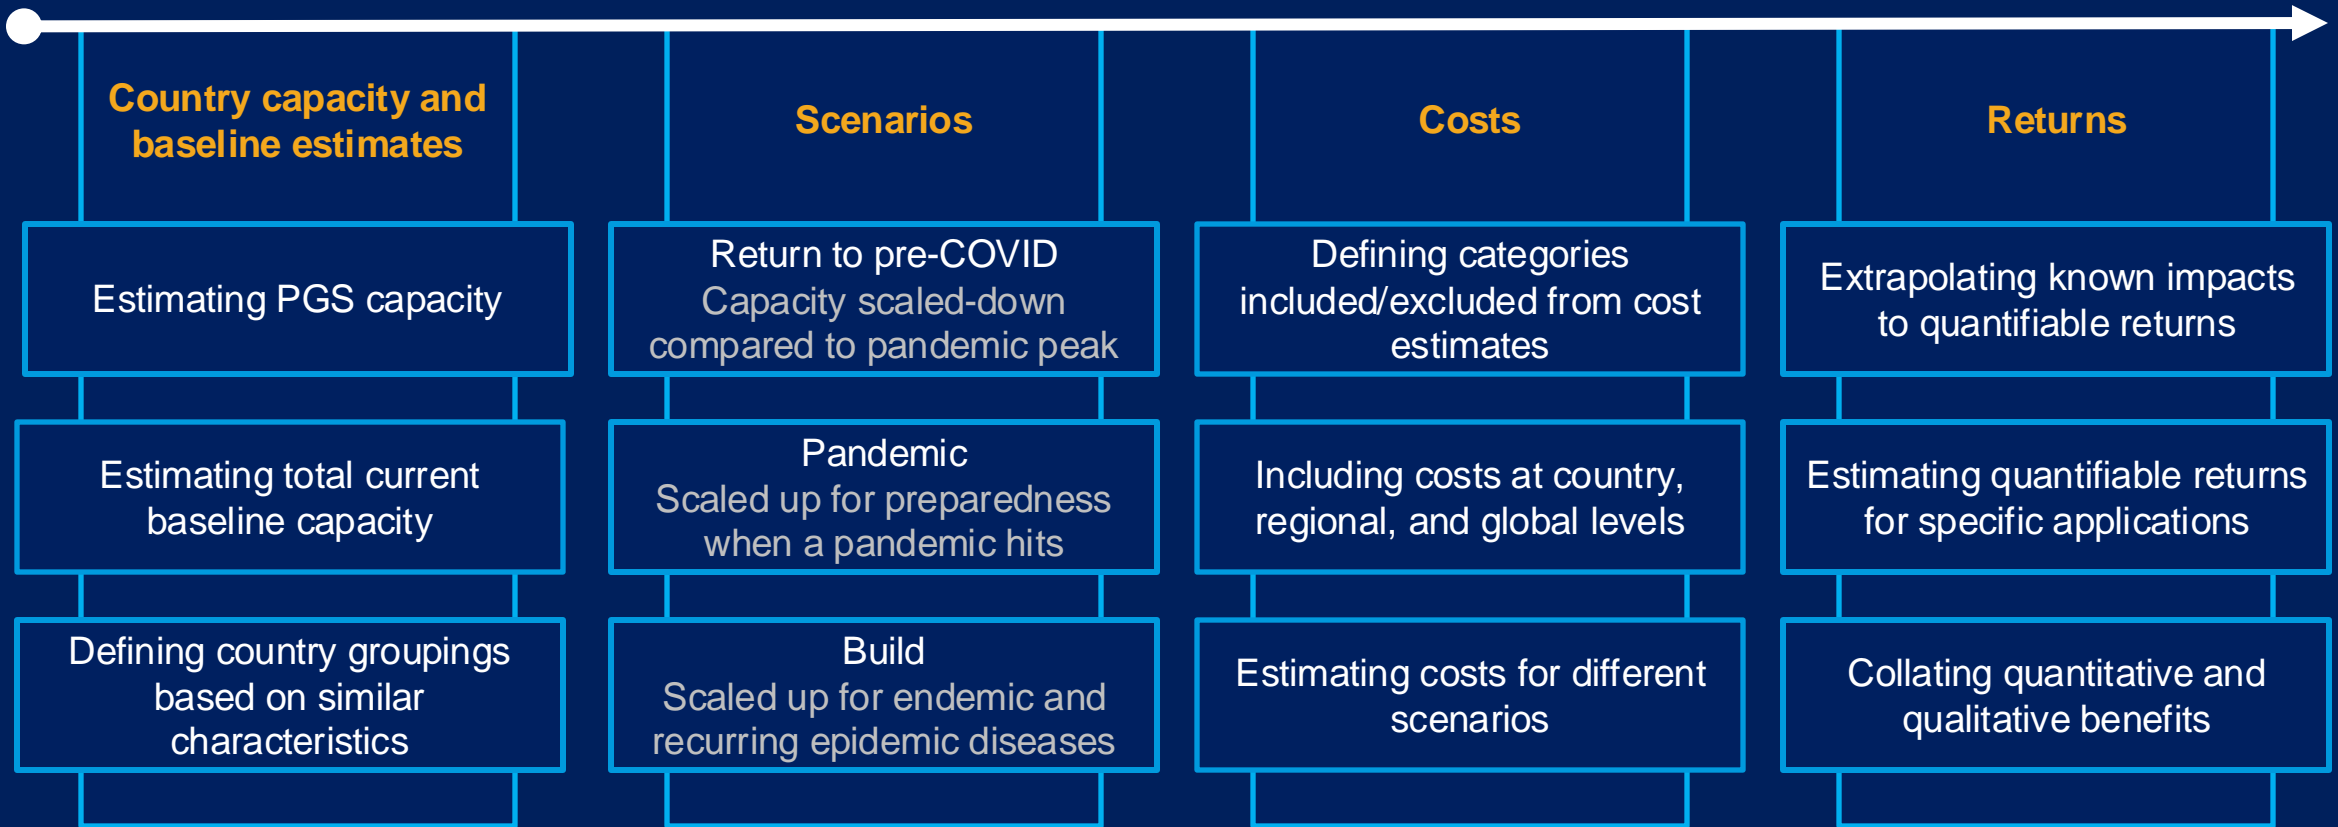 Country capacity and
baseline estimates
Estimating PGS capacity
Estimating total current
baseline capacity
Defining country groupings
based on similar
characteristics
Scenarios
Return to pre-COVID
Capacity scaled-down
compared to pandemic peak
Pandemic
Scaled up for preparedness
when a pandemic hits
Build
Scaled up for endemic and
recurring epidemic diseases
Costs
Defining categories
included/excluded from cost
estimates
Including costs at country,
regional, and global levels
Estimating costs for different
scenarios
Returns
Extrapolating known impacts
to quantifiable returns
Estimating quantifiable returns
for specific applications
Collating quantitative and
qualitative benefits